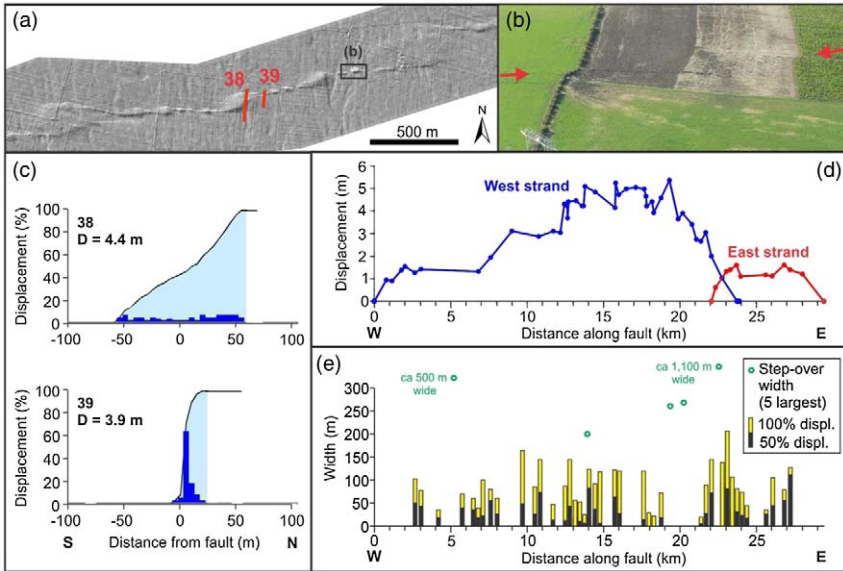 (a)
38
39
(b)
N
500 m
(b)
(c)
Displacement (%)
100
80
60
40
20
0
38
D = 4.4 m
-100
-50
0
50
100
Displacement (%)
100
80
60
40
20
0
39
D = 3.9 m
-100
-50
0
50
100
S
Distance from fault (m)
N
(d)
Displacement (m)
6
5
4
3
2
1
0
West strand
East strand
0
5
10
15
20
25
W
Distance along fault (km)
E
(e)
Width (m)
300
250
200
150
100
50
0
ca 500 m
wide
ca 1,100 m
wide
Step-over
width
(5 largest)
100% displ.
50% displ.
0
5
10
15
20
25
W
Distance along fault (km)
E